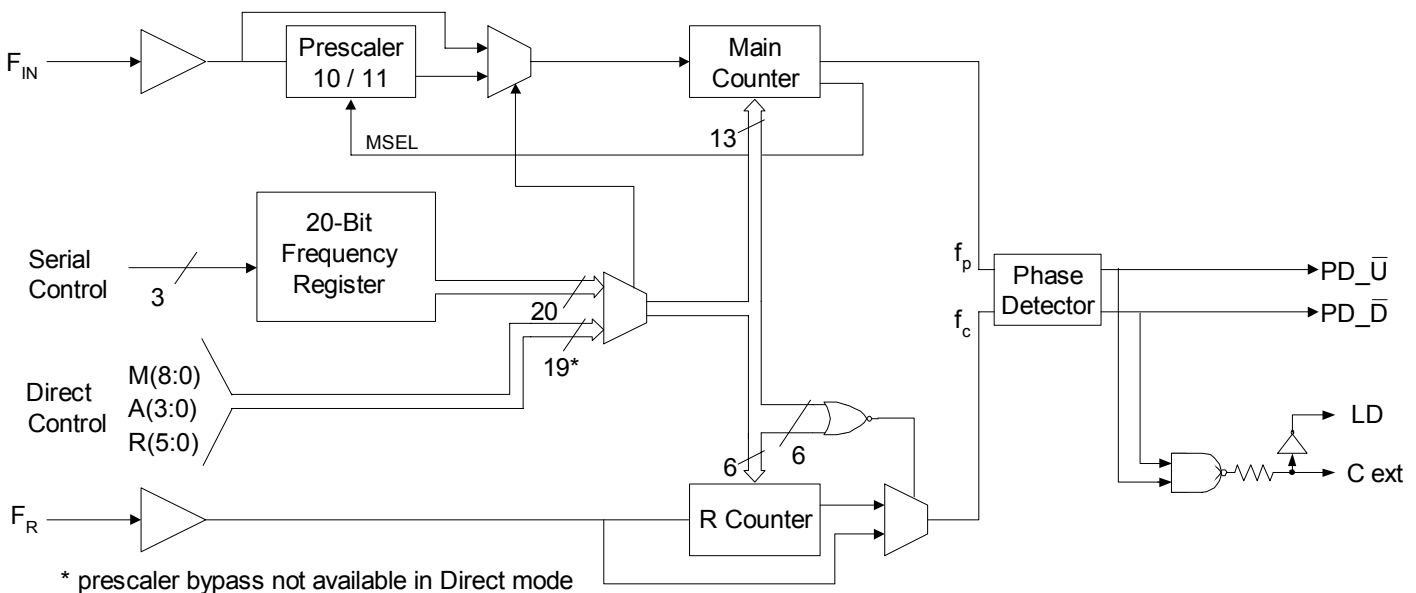 F_IN
Prescaler
10 / 11
Main
Counter
MSEL
13
20-Bit
Frequency
Register
Serial
Control
3
20
19*
Direct
Control
M(8:0)
A(3:0)
R(5:0)
6
6
f_p
f_c
Phase
Detector
PD_U̅
PD_D̅
LD
C ext
F_R
R Counter
* prescaler bypass not available in Direct mode